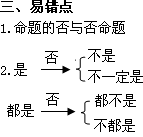 三、易错点
1.命题的否与否命题
否
不是
2.是
不一定是
否
都不是
都是
不都是